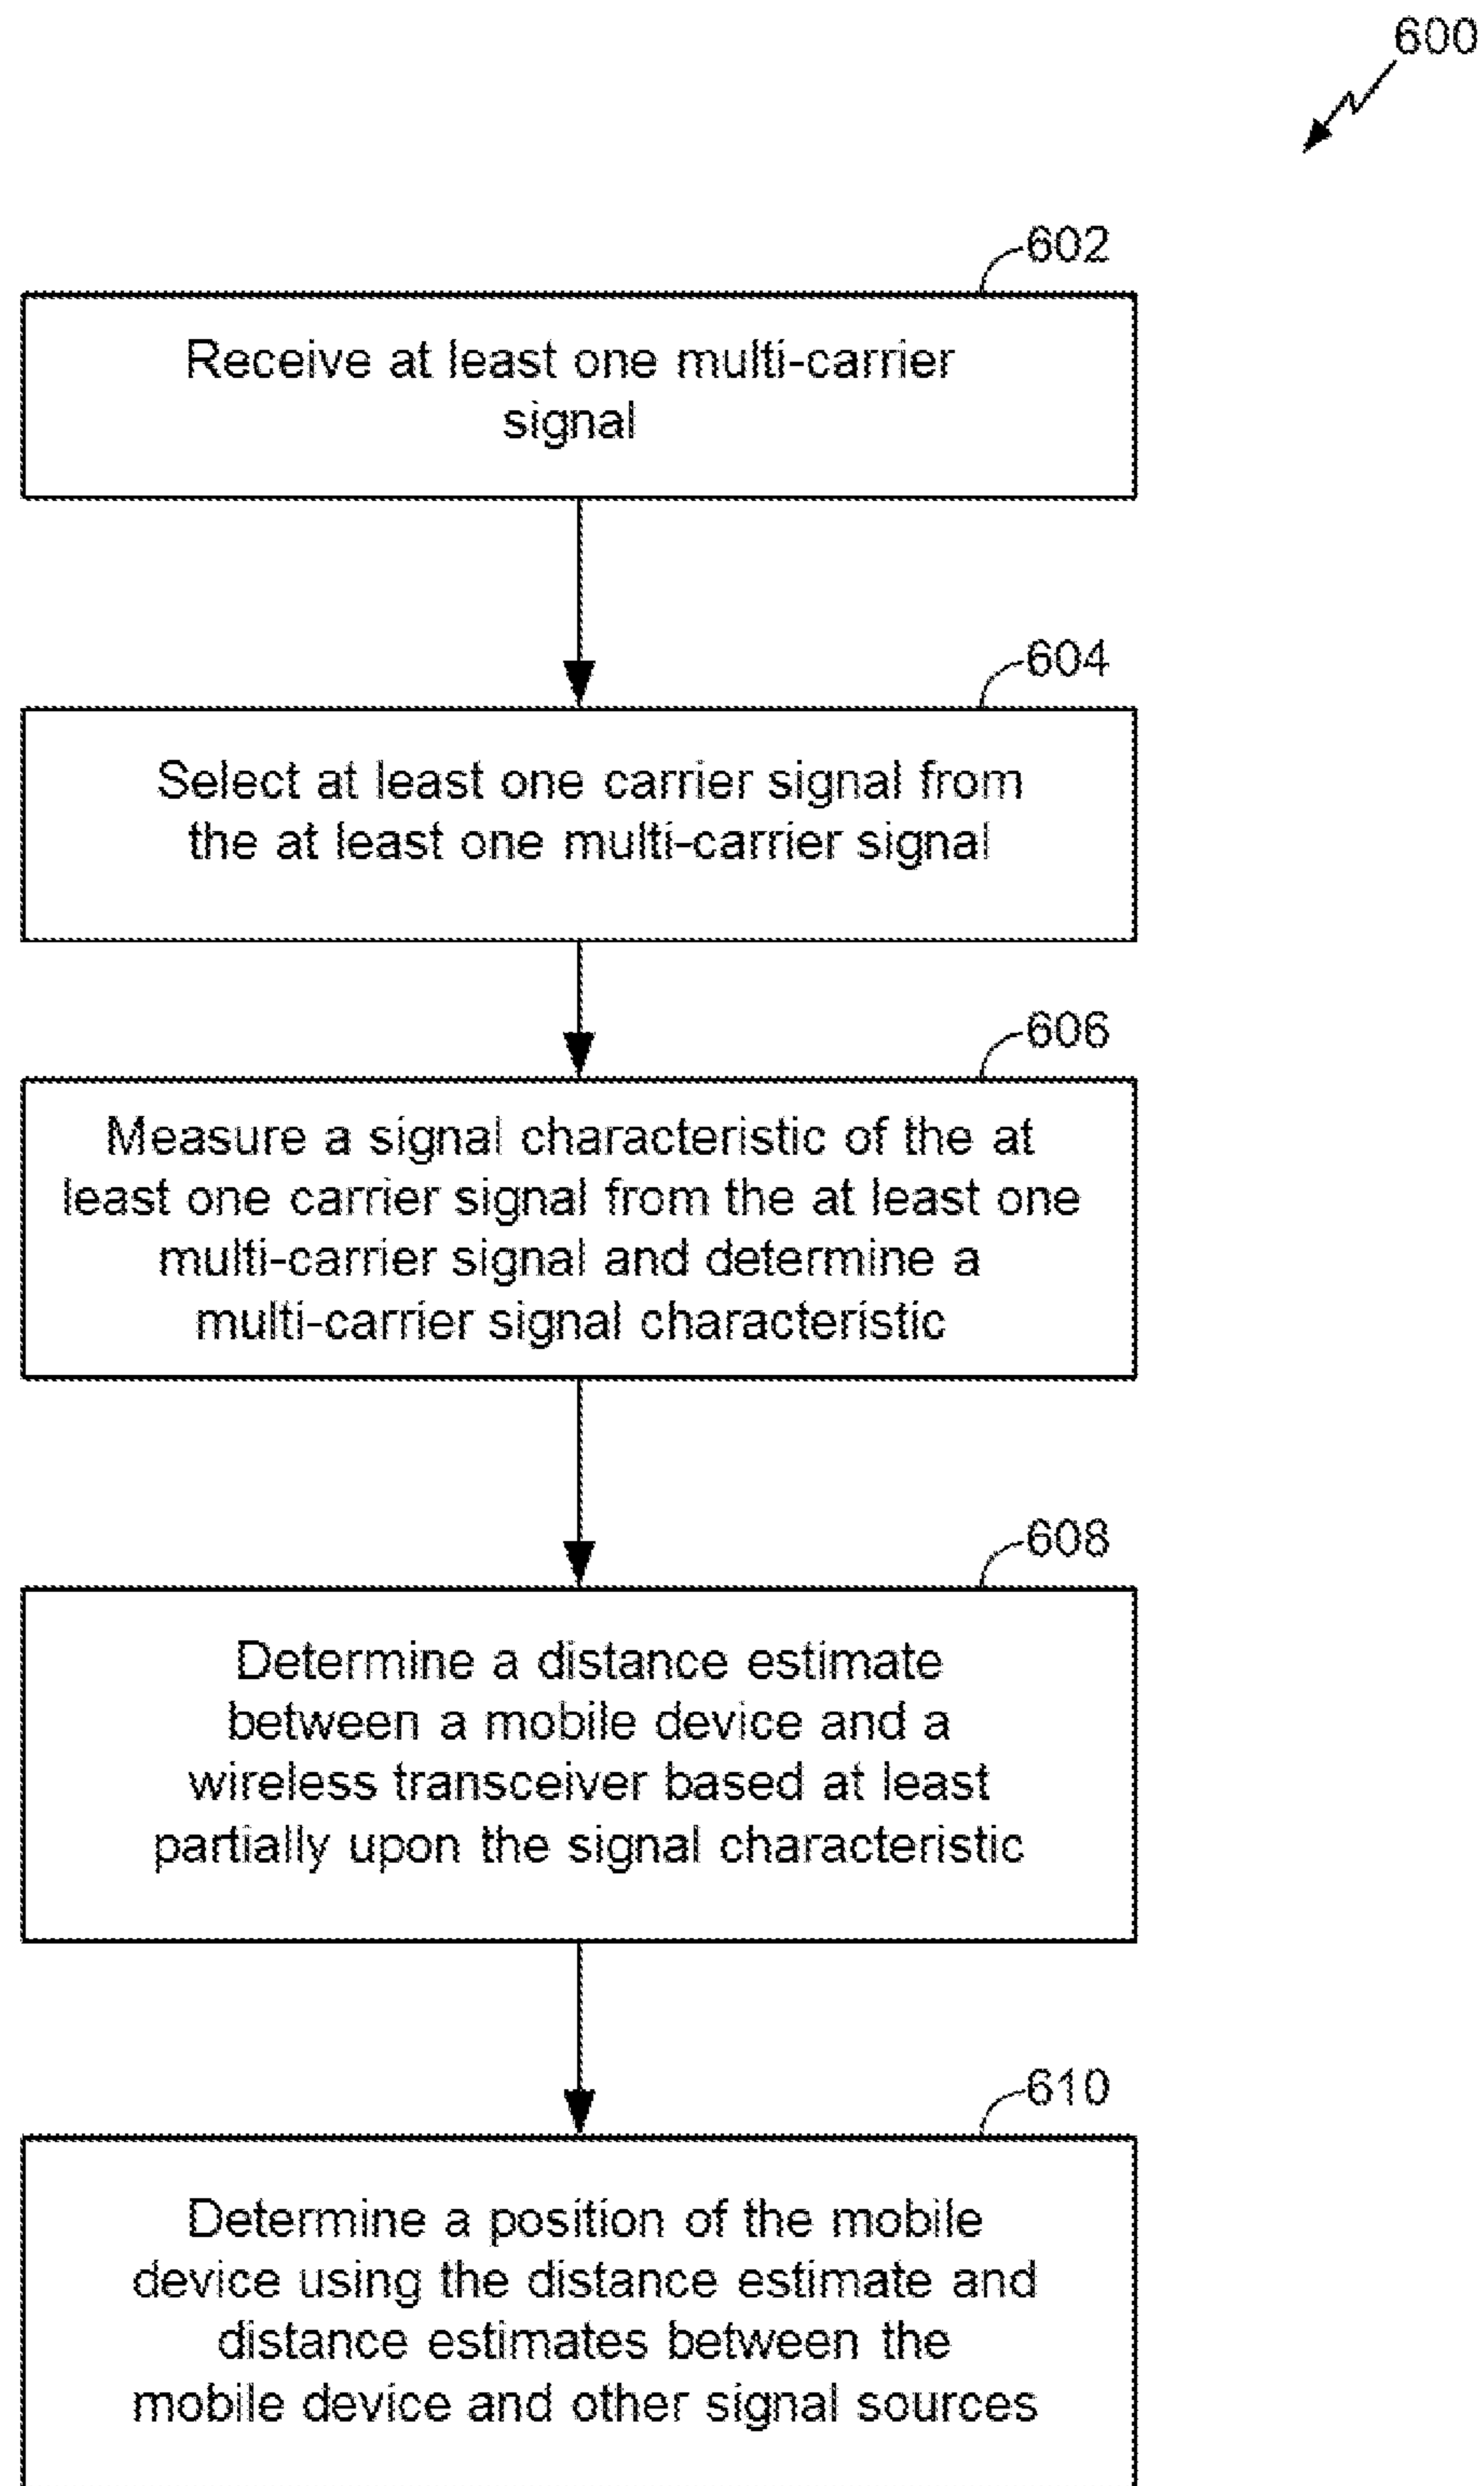 600
602
Receive at least one multi-carrier
signal
604
Select at least one carrier signal from
the at least one multi-carrier signal
606
Measure a signal characteristic of the at
least one carrier signal from the at least one
multi-carrier signal and determine a
multi-carrier signal characteristic
608
Determine a distance estimate
between a mobile device and a
wireless transceiver based at least
partially upon the signal characteristic
610
Determine a position of the mobile
device using the distance estimate and
distance estimates between the
mobile device and other signal sources